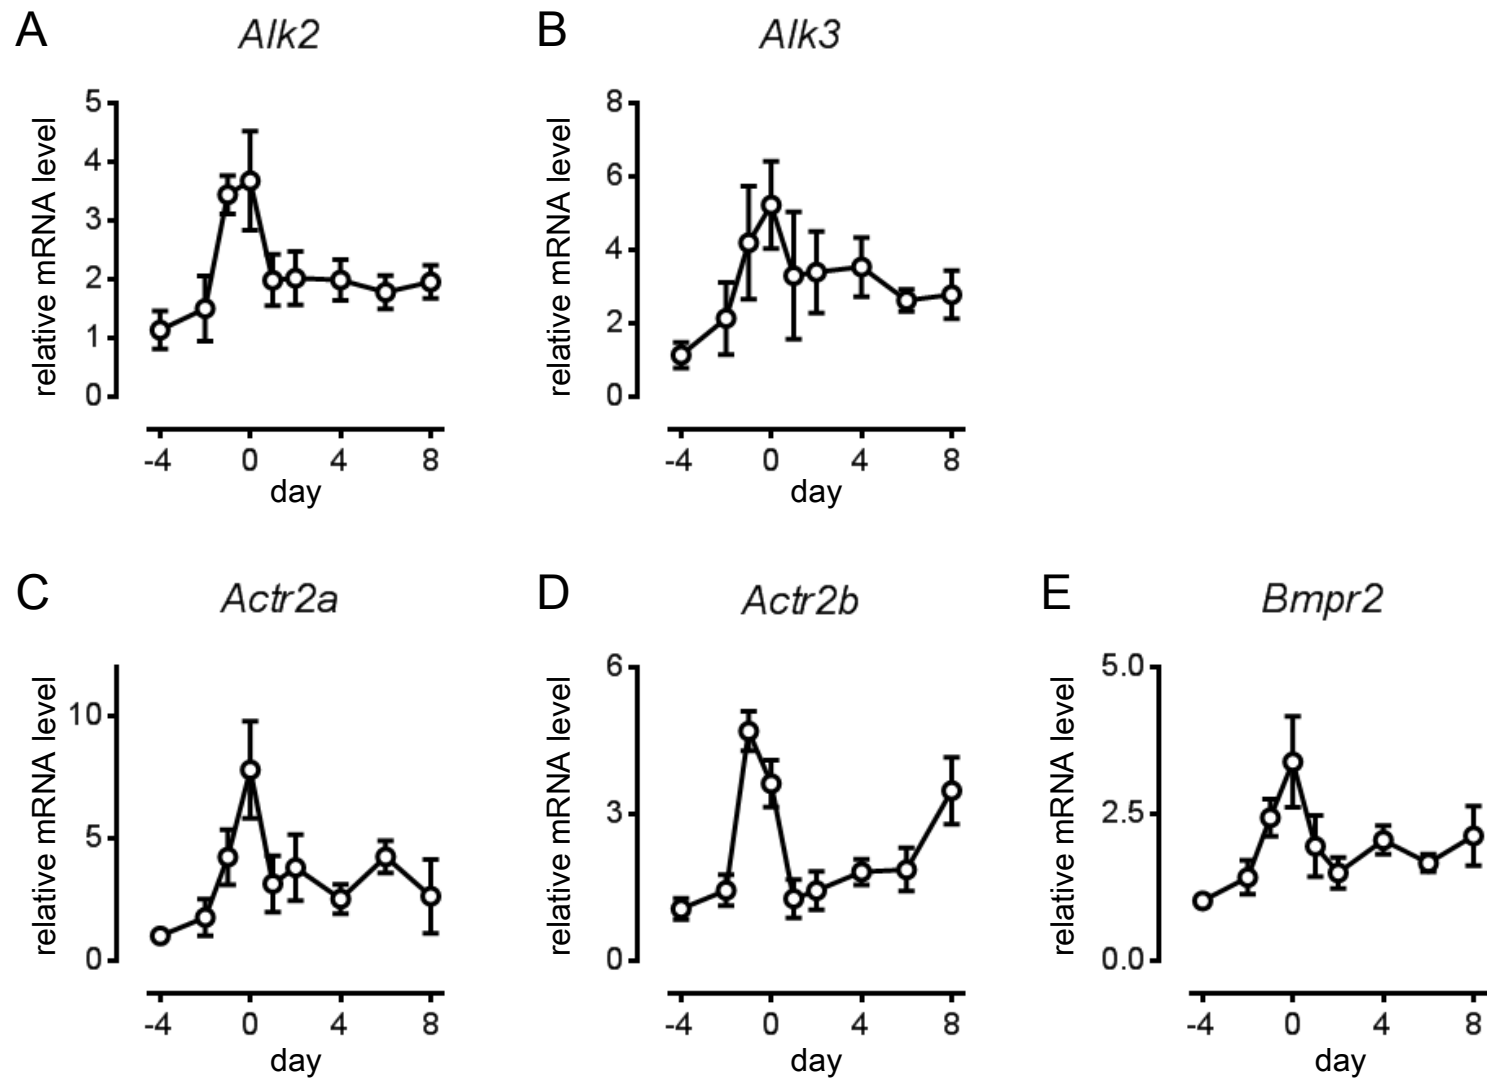 A
Alk2
relative mRNA level
5
4
3
2
1
0
-4 0 4 8
day
B
Alk3
relative mRNA level
8
6
4
2
0
-4 0 4 8
day
C
Actr2a
relative mRNA level
10
5
0
-4 0 4 8
day
D
Actr2b
relative mRNA level
6
3
0
-4 0 4 8
day
E
Bmpr2
relative mRNA level
5.0
2.5
0.0
-4 0 4 8
day